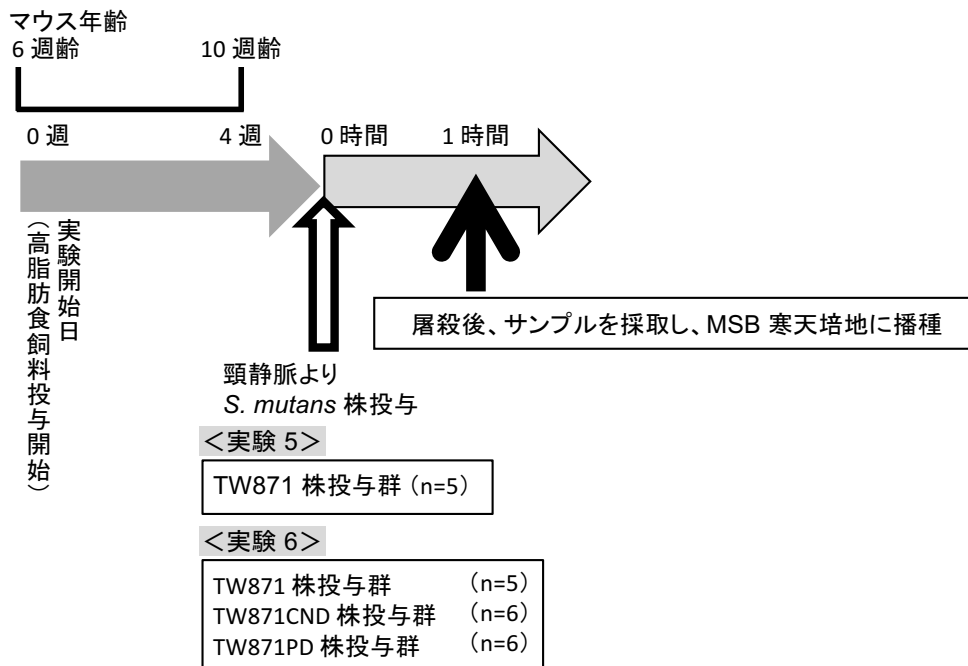 マウス年齢
6 週齢 10 週齢
0 週 4 週 0 時間 1 時間
実験開始日
（高脂肪食飼料投与開始）
屠殺後、サンプルを採取し、MSB 寒天培地に播種
頸静脈より
S. mutans 株投与
＜実験 5＞
TW871 株投与群（n=5）
＜実験 6＞
TW871 株投与群 （n=5）
TW871CND 株投与群 （n=6）
TW871PD 株投与群 （n=6）